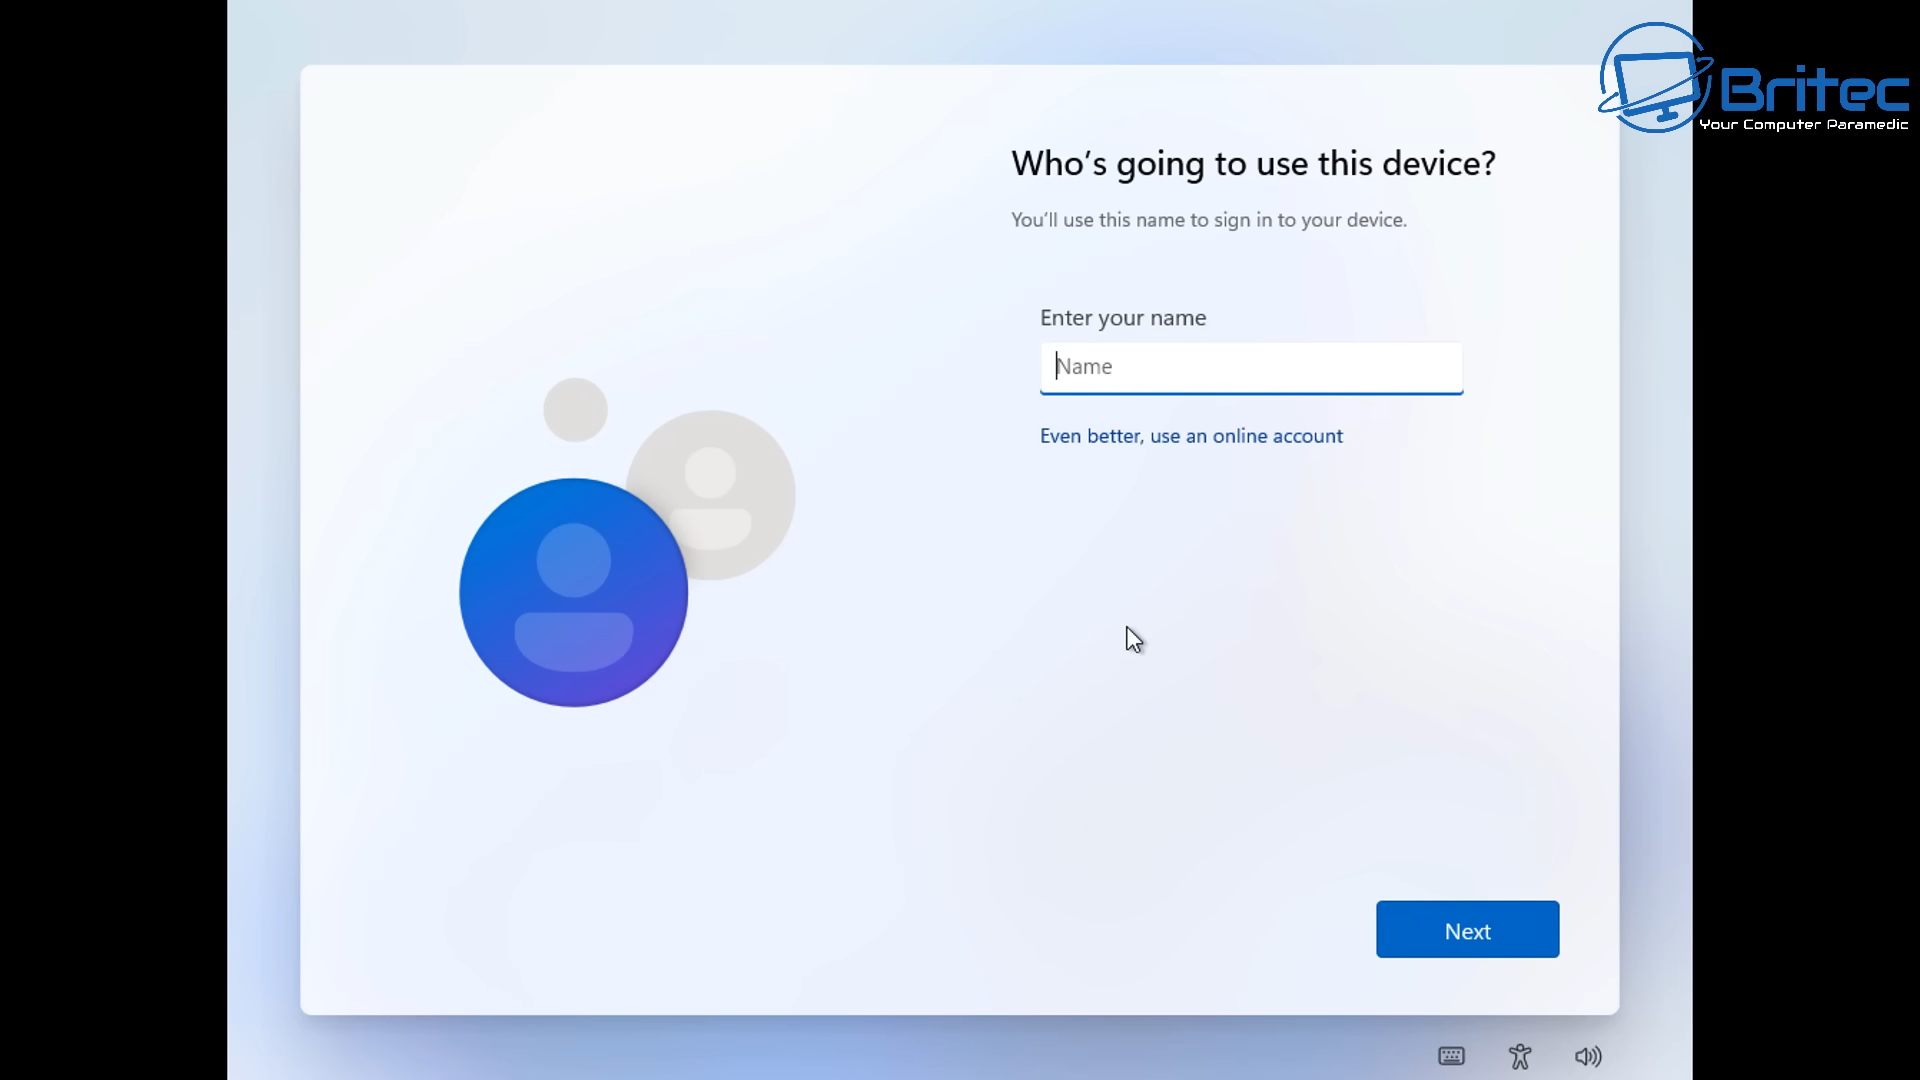 Britec
Your Computer Paramedic
Who's going to use this device?
You'll use this name to sign in to your device.
Enter your name
Name
Even better, use an online account
Next